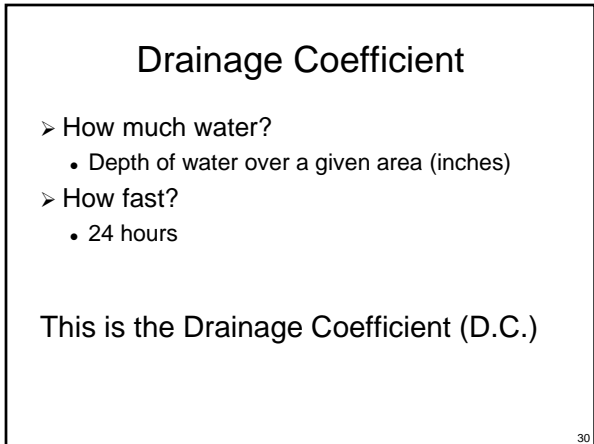 Drainage Coefficient
➢ How much water?
• Depth of water over a given area (inches)
➢ How fast?
• 24 hours
This is the Drainage Coefficient (D.C.)
30